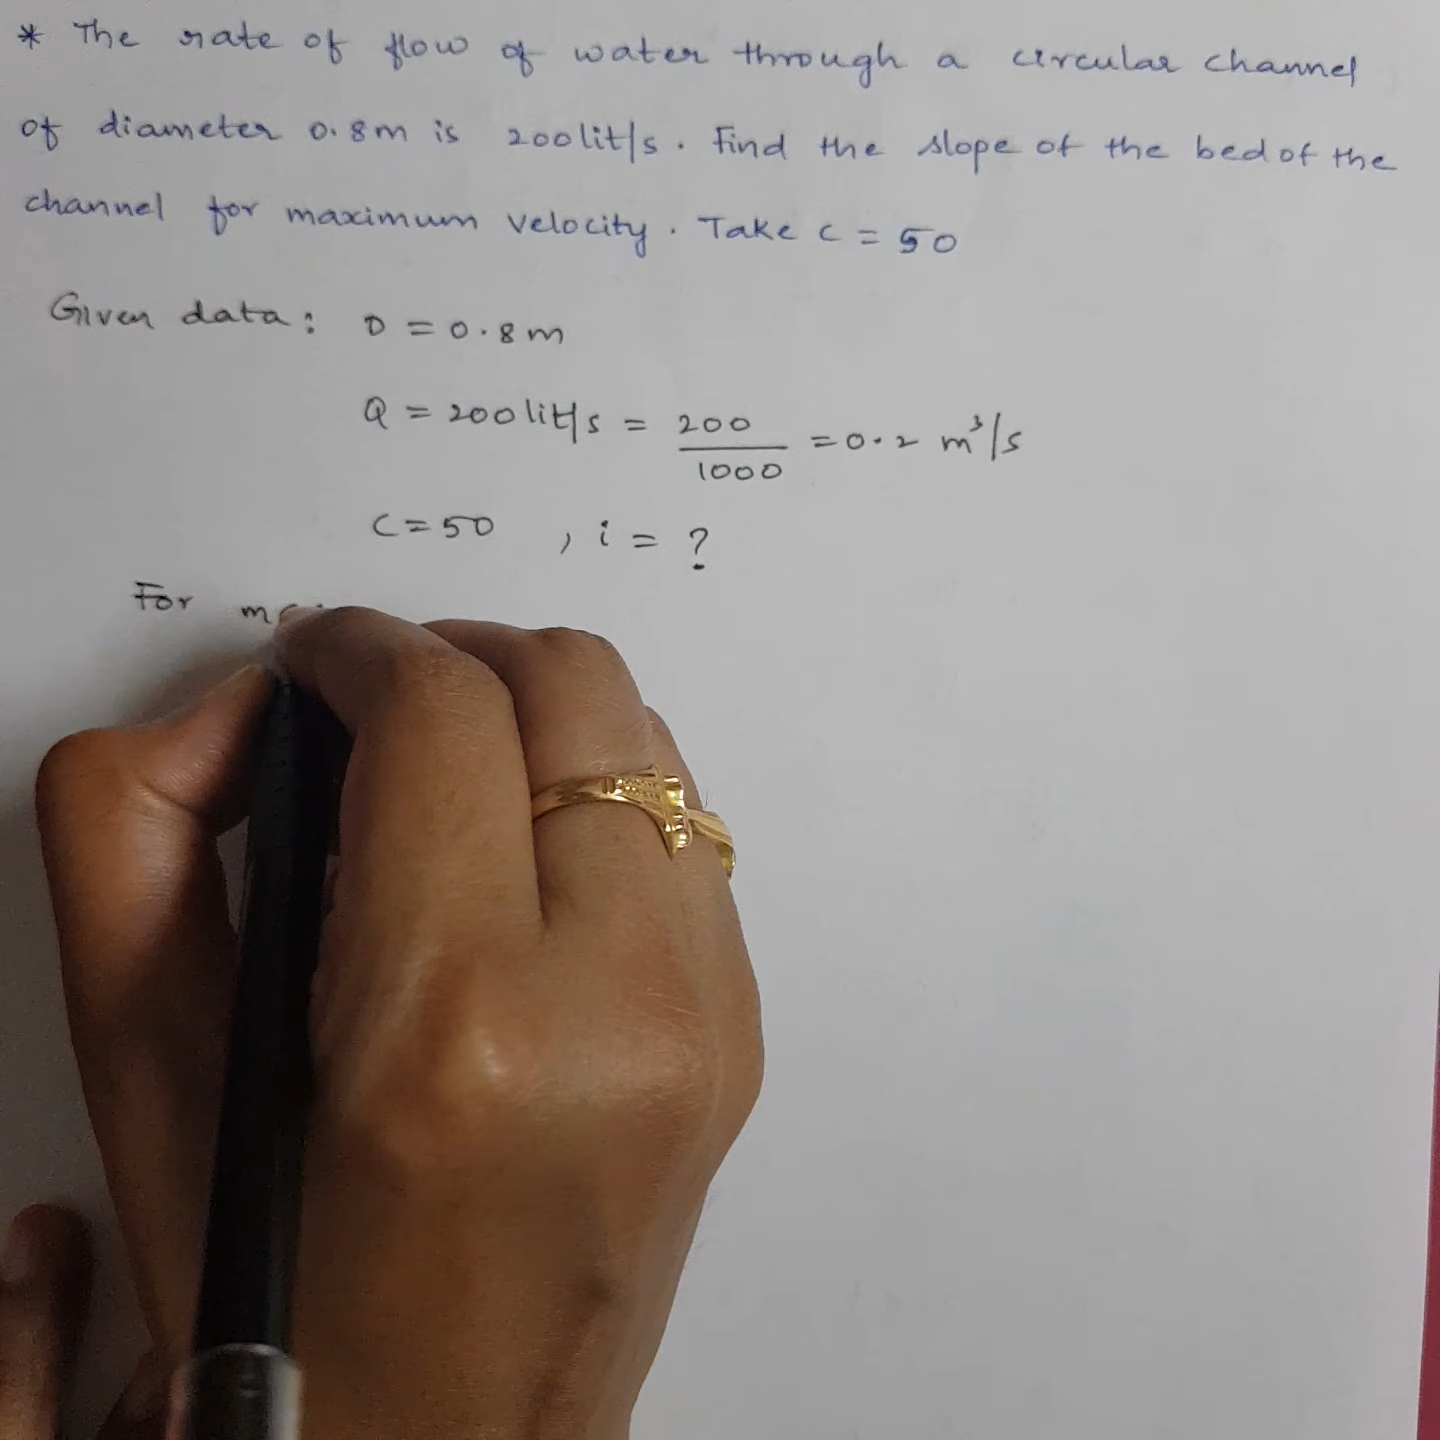 * The rate of flow of water through a circular channel
of diameter 0.8m is 200lit/s. Find the slope of the bed of the
channel for maximum velocity. Take C = 50
Given data: D = 0.8m
Q = 200lit/s = 200/1000 = 0.2 m³/s
C = 50 , i = ?
For